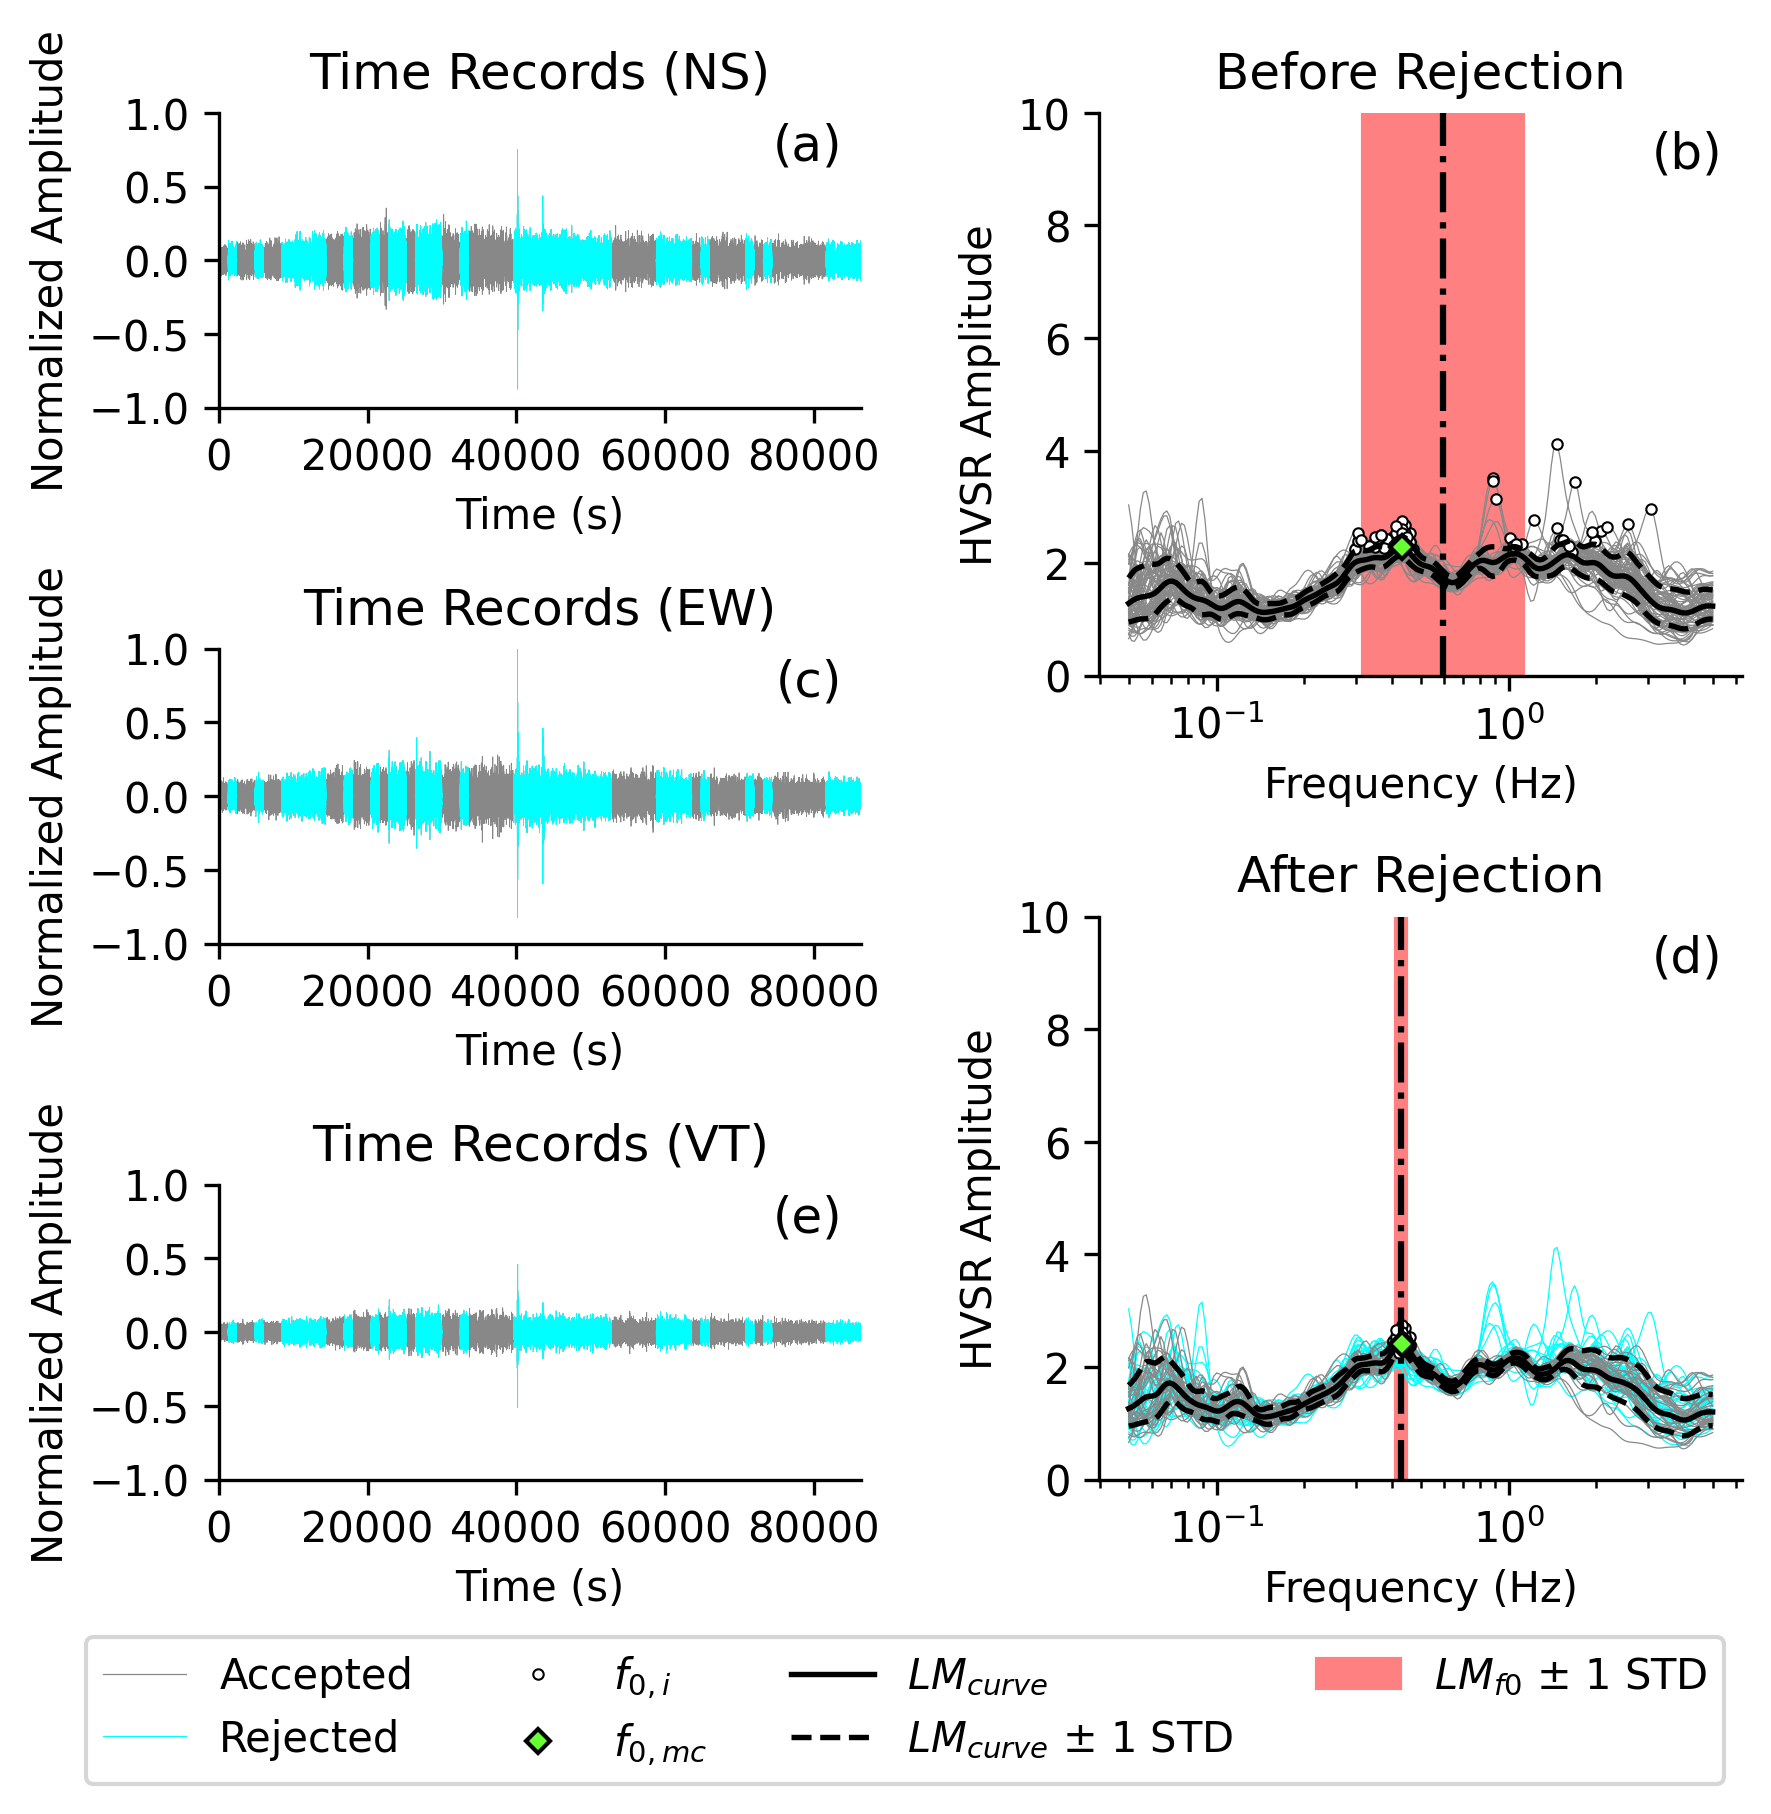 Time Records (NS)
(a)
Normalized Amplitude
1.0
0.5
0.0
−0.5
−1.0
0 20000 40000 60000 80000
Time (s)
Before Rejection
(b)
HVSR Amplitude
10
8
6
4
2
0
10⁻¹ 10⁰
Frequency (Hz)
Time Records (EW)
(c)
Normalized Amplitude
1.0
0.5
0.0
−0.5
−1.0
0 20000 40000 60000 80000
Time (s)
After Rejection
(d)
HVSR Amplitude
10
8
6
4
2
0
10⁻¹ 10⁰
Frequency (Hz)
Time Records (VT)
(e)
Normalized Amplitude
1.0
0.5
0.0
−0.5
−1.0
0 20000 40000 60000 80000
Time (s)
Accepted
Rejected
f0,i
f0,mc
LMcurve
LMcurve ± 1 STD
LMf0 ± 1 STD